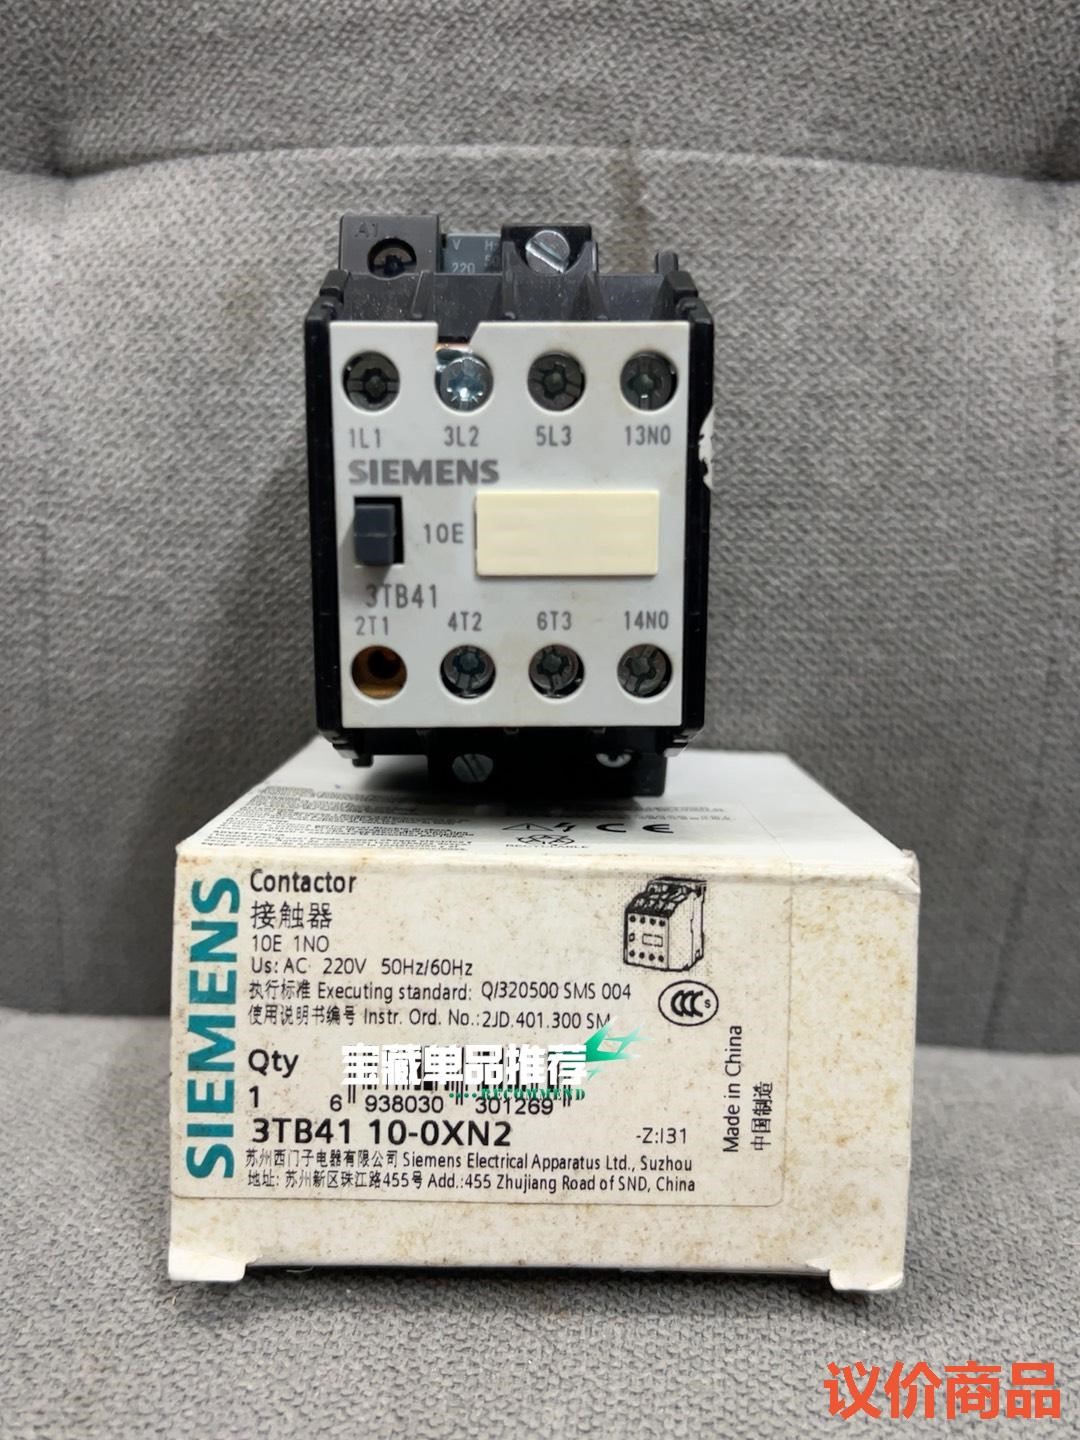 A1
V H
220
1L1 3L2 5L3 13NO
SIEMENS
10E
3TB41
2T1 4T2 6T3 14NO
CE
RECYCLABLE
SIEMENS
Contactor
接触器
10E 1NO
Us: AC 220V 50Hz/60Hz
执行标准 Executing standard: Q/320500 SMS 004
使用说明书编号 Instr. Ord. No.:2JD.401.300 SM
CCC S
Qty
1
宝藏单品推荐
....RECOMMEND
6 938030 301269
3TB41 10-0XN2
-Z:I31
苏州西门子电器有限公司 Siemens Electrical Apparatus Ltd., Suzhou
地址: 苏州新区珠江路455号 Add.:455 Zhujiang Road of SND, China
Made in China
中国制造
议价商品